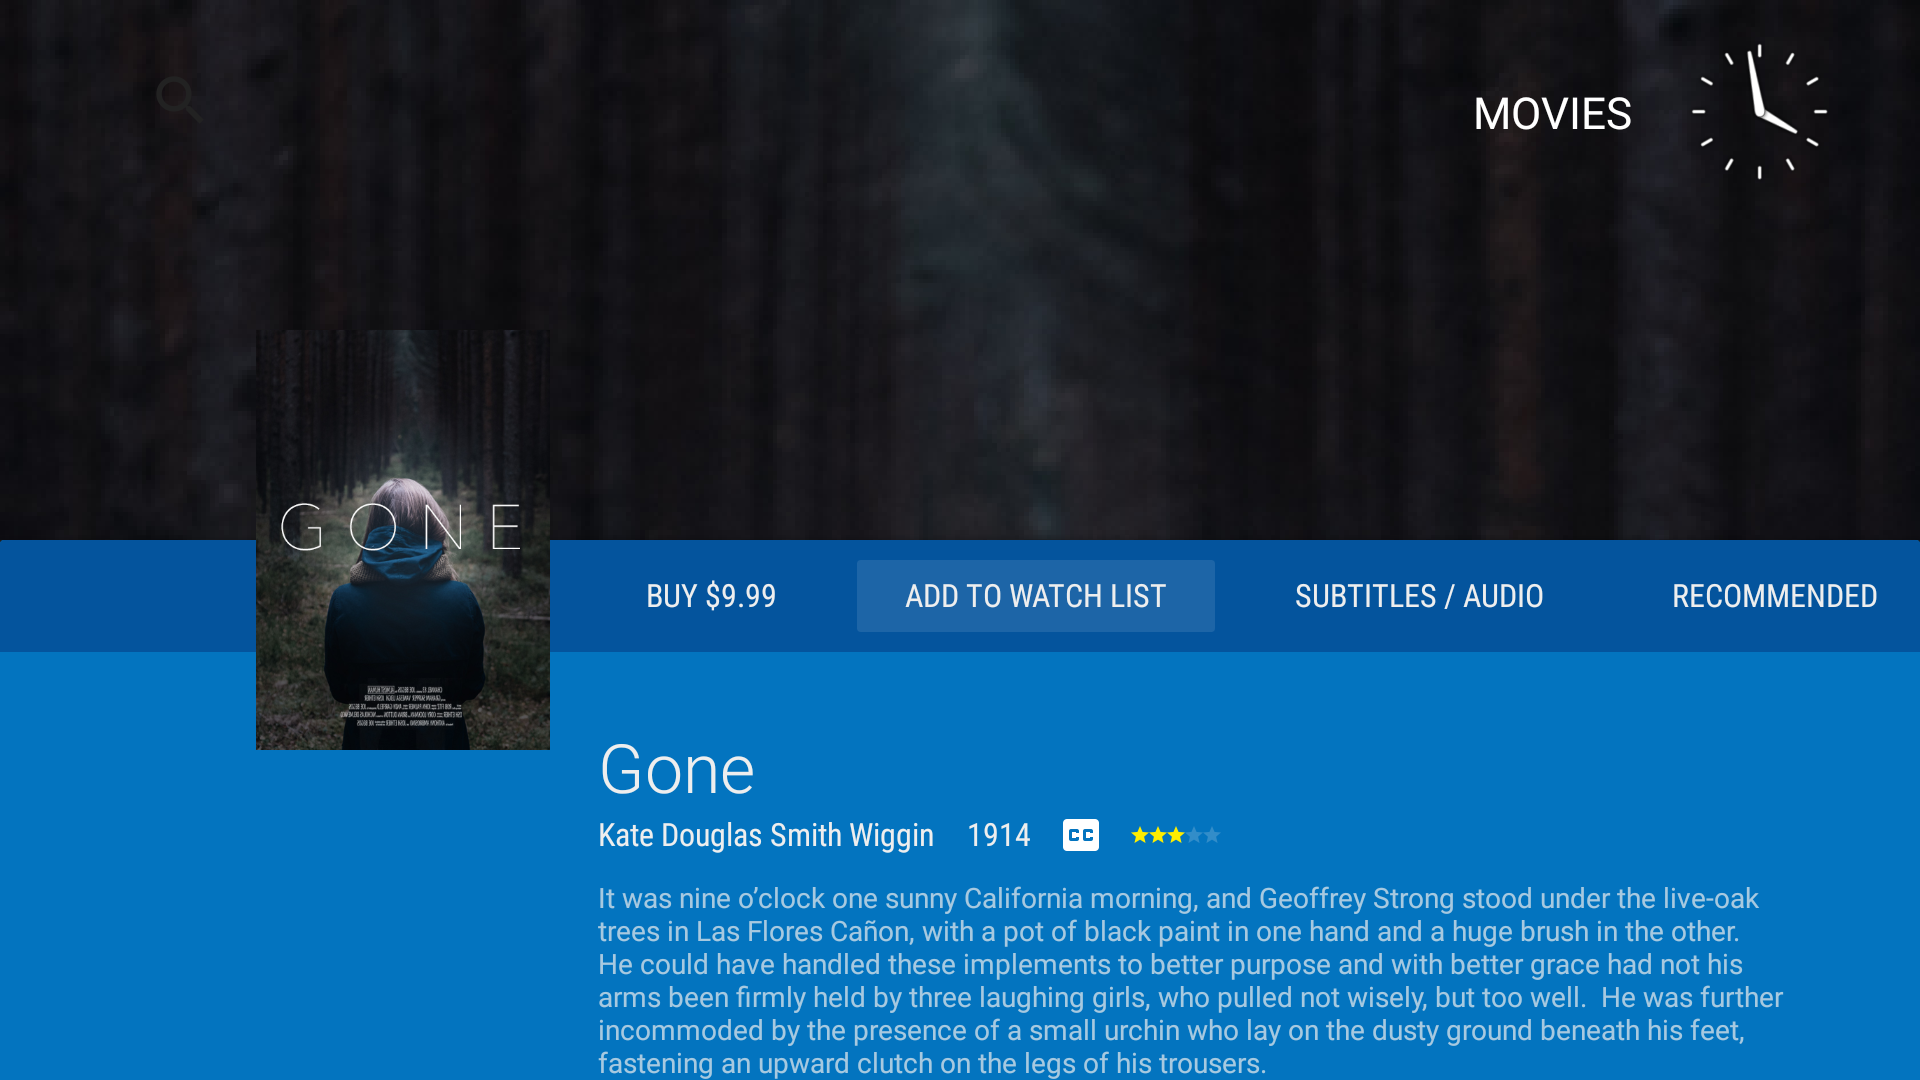 MOVIES
GONE
BUY $9.99
ADD TO WATCH LIST
SUBTITLES / AUDIO
RECOMMENDED
Gone
Kate Douglas Smith Wiggin 1914 CC
It was nine o’clock one sunny California morning, and Geoffrey Strong stood under the live-oak
trees in Las Flores Cañon, with a pot of black paint in one hand and a huge brush in the other.
He could have handled these implements to better purpose and with better grace had not his
arms been firmly held by three laughing girls, who pulled not wisely, but too well.  He was further
incommoded by the presence of a small urchin who lay on the dusty ground beneath his feet,
fastening an upward clutch on the legs of his trousers.